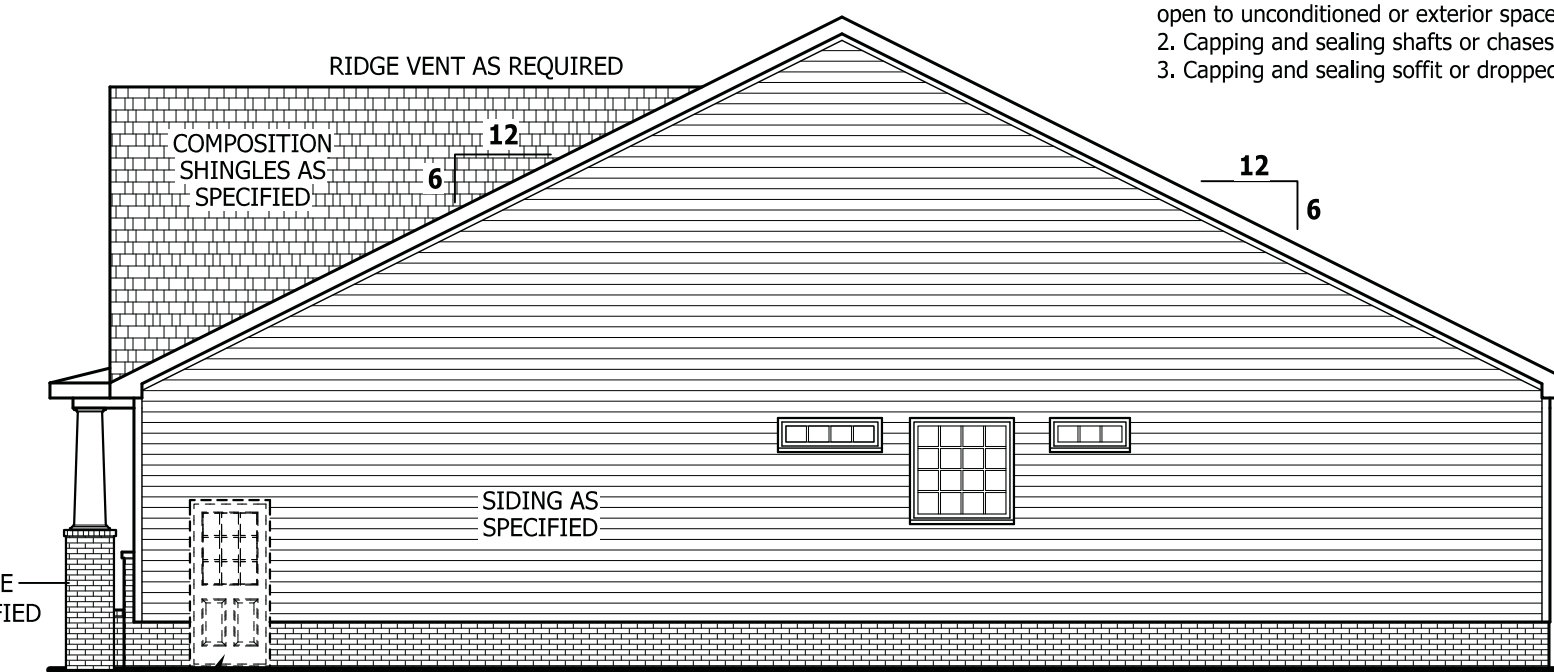 open to unconditioned or exterior space
2. Capping and sealing shafts or chases
3. Capping and sealing soffit or dropped
RIDGE VENT AS REQUIRED
COMPOSITION
SHINGLES AS
SPECIFIED
12
6
12
6
SIDING AS
SPECIFIED
E
FIED